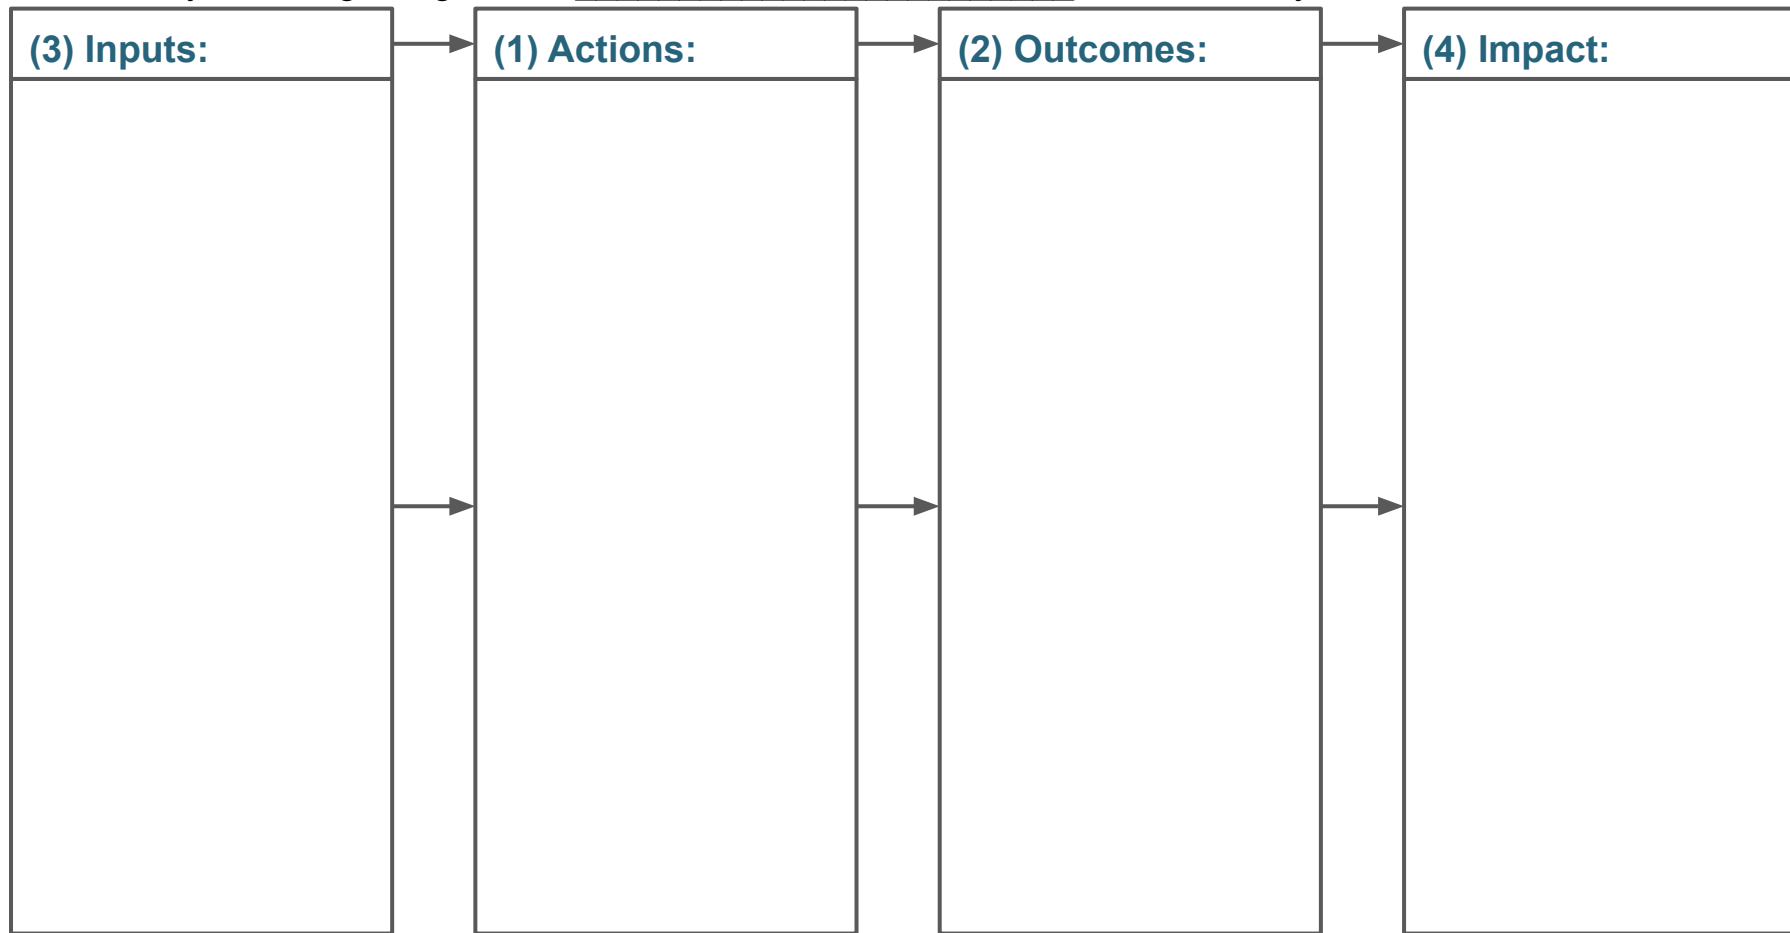 (3) Inputs:
(1) Actions:
(2) Outcomes:
(4) Impact: